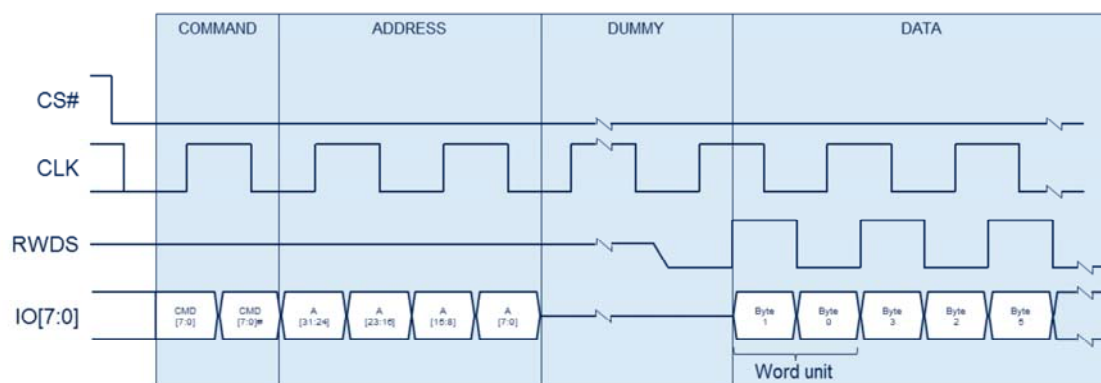 COMMAND ADDRESS DUMMY DATA
CS#
CLK
RWDS
IO[7:0]
CMD [7:0]
CMD [7:0]#
A [31:24]
A [23:16]
A [15:8]
A [7:0]
Byte 1
Byte 0
Byte 3
Byte 2
Byte 5
Word unit